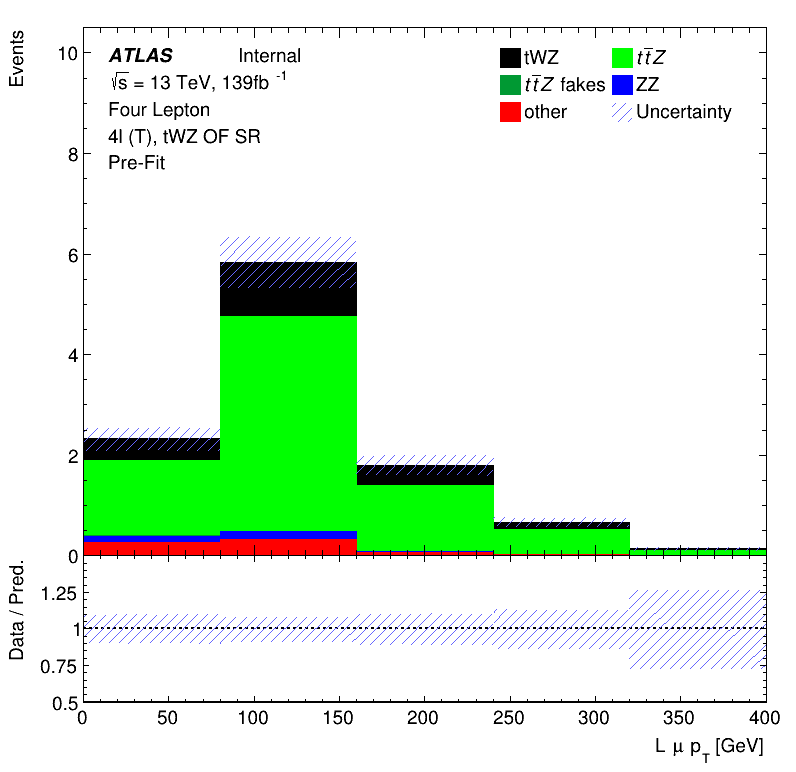 Events
10
8
6
4
2
0
ATLAS Internal
√s = 13 TeV, 139fb⁻¹
Four Lepton
4l (T), tWZ OF SR
Pre-Fit
tWZ
tt̄Z
tt̄Z fakes
ZZ
other
Uncertainty
Data / Pred.
1.25
1
0.75
0.5
0 50 100 150 200 250 300 350 400
L μ p_T [GeV]